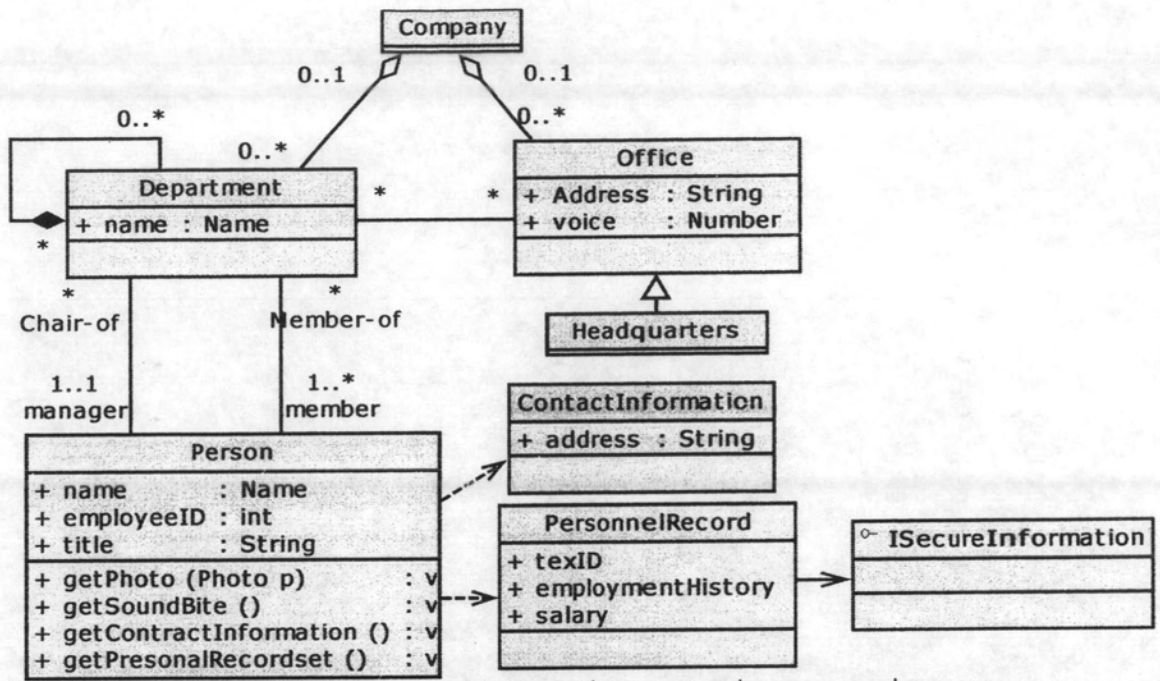 Company
0..1
0..1
0..*
0..*
0..*
Department
+ name : Name
*
*
*
Office
+ Address : String
+ voice : Number
*
*
Chair-of
Member-of
Headquarters
1..1
1..*
manager
member
ContactInformation
+ address : String
Person
+ name : Name
+ employeeID : int
+ title : String
+ getPhoto (Photo p) : v
+ getSoundBite () : v
+ getContractInformation () : v
+ getPresonalRecordset () : v
PersonnelRecord
+ texID
+ employmentHistory
+ salary
ISecureInformation